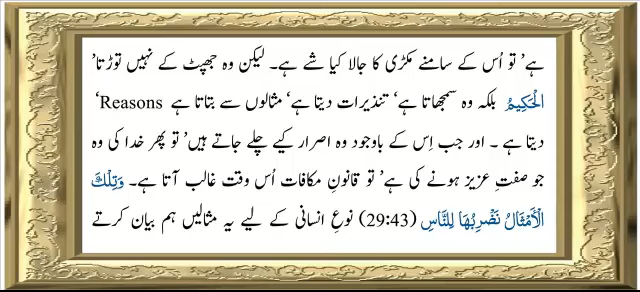 ہے’ تو اُس کے سامنے مکڑی کا جالا کیا شے ہے۔ لیکن وہ جھپٹ کے نہیں توڑتا’
الْحَكِيمُ بلکہ وہ سمجھاتا ہے‘ تنذیرات دیتا ہے‘ مثالوں سے بتاتا ہے Reasons‘
دیتا ہے ۔ اور جب اِس کے باوجود وہ اصرار کیے چلے جاتے ہیں’ تو پھر خدا کی وہ
جو صفتِ عزیز ہونے کی ہے’ تو قانونِ مکافات اُس وقت غالب آتا ہے۔ وَتِلْكَ
الْأَمْثَالُ نَضْرِبُهَا لِلنَّاسِ (29:43) نوعِ انسانی کے لیے یہ مثالیں ہم بیان کرتے